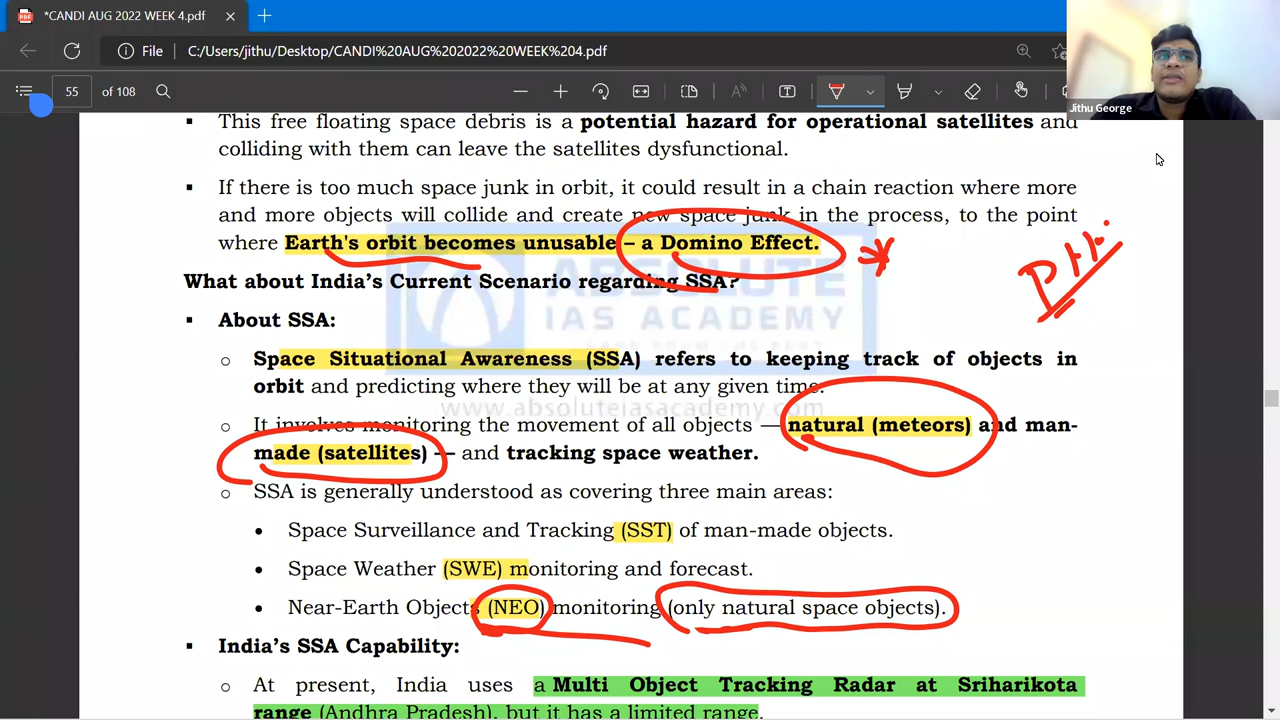 *CANDI AUG 2022 WEEK 4.pdf
File C:/Users/jithu/Desktop/CANDI%20AUG%202022%20WEEK%204.pdf
55 of 108
Jithu George
This free floating space debris is a potential hazard for operational satellites and
colliding with them can leave the satellites dysfunctional.
If there is too much space junk in orbit, it could result in a chain reaction where more
and more objects will collide and create new space junk in the process, to the point
where Earth's orbit becomes unusable – a Domino Effect.
What about India's Current Scenario regarding SSA?
ABSOLUTE
IAS ACADEMY
About SSA:
Space Situational Awareness (SSA) refers to keeping track of objects in
orbit and predicting where they will be at any given time.
www.absoluteiasacademy.com
It involves monitoring the movement of all objects — natural (meteors) and man-
made (satellites) — and tracking space weather.
SSA is generally understood as covering three main areas:
Space Surveillance and Tracking (SST) of man-made objects.
Space Weather (SWE) monitoring and forecast.
Near-Earth Objects (NEO) monitoring (only natural space objects).
India's SSA Capability:
At present, India uses a Multi Object Tracking Radar at Sriharikota
range (Andhra Pradesh), but it has a limited range.